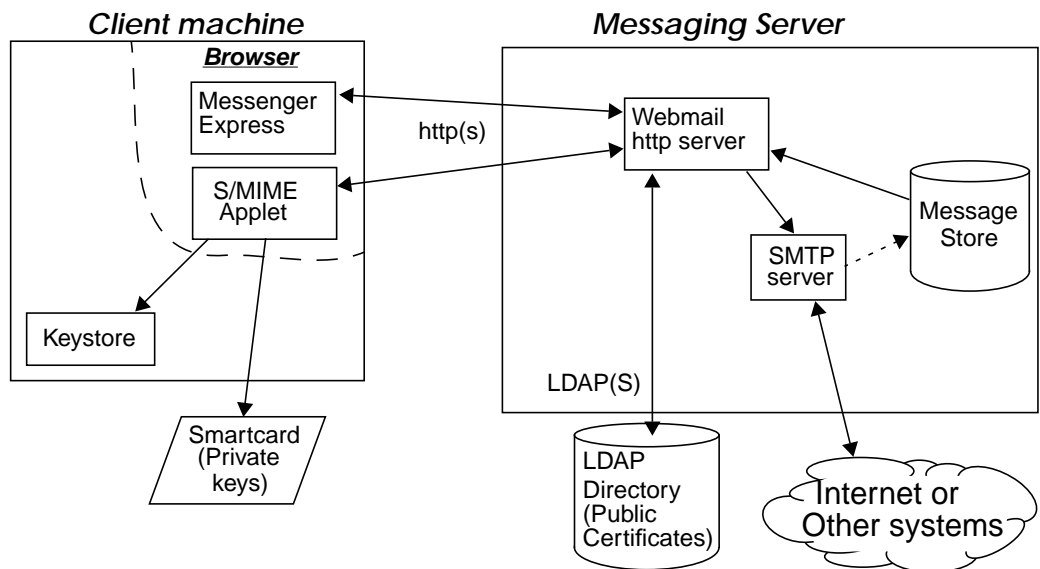 Client machine
Browser
Messenger
Express
S/MIME
Applet
Keystore
Smartcard
(Private
keys)
http(s)
Messaging Server
Webmail
http server
SMTP
server
Message
Store
LDAP(S)
LDAP
Directory
(Public
Certificates)
Internet or
Other systems